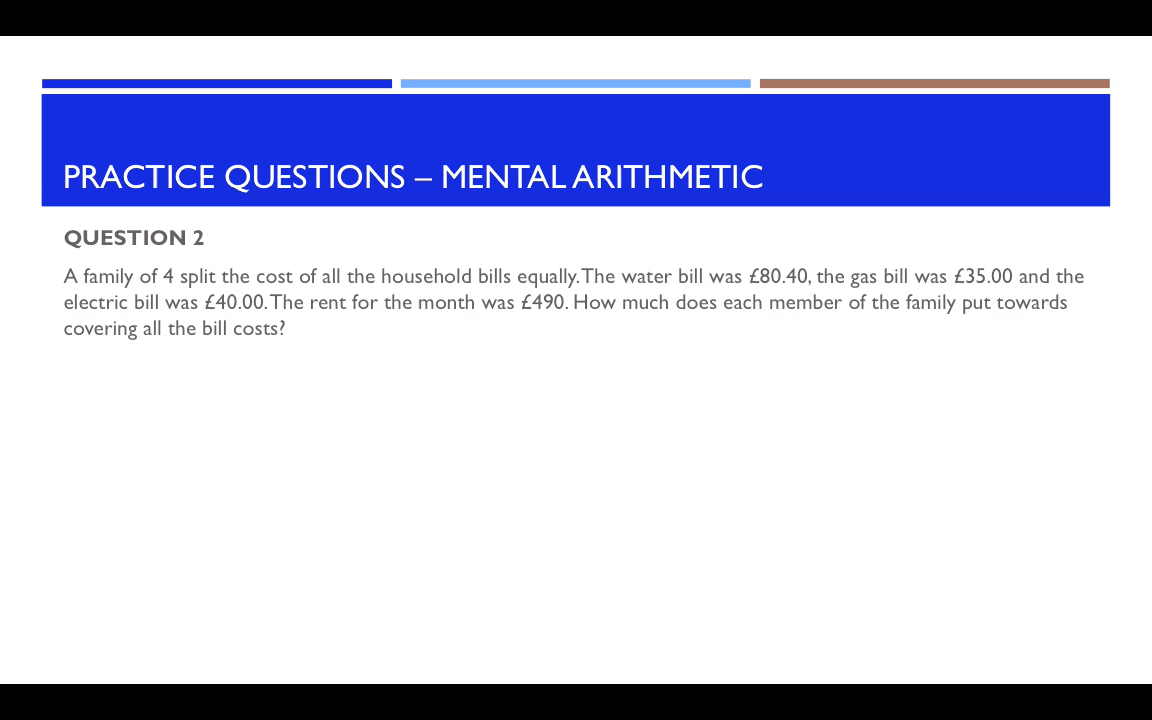 PRACTICE QUESTIONS – MENTAL ARITHMETIC
QUESTION 2
A family of 4 split the cost of all the household bills equally. The water bill was £80.40, the gas bill was £35.00 and the
electric bill was £40.00. The rent for the month was £490. How much does each member of the family put towards
covering all the bill costs?